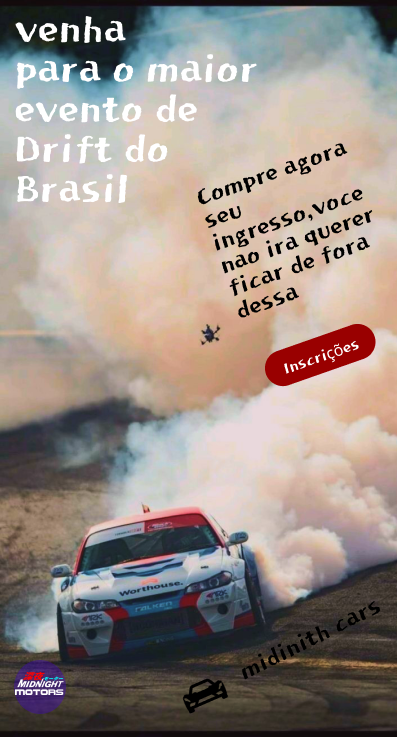 venha
para o maior
evento de
Drift do
Brasil
Compre agora
seu
ingresso,voce
nao ira querer
ficar de fora
dessa
Inscrições
Worthouse.
FALKEN
midinith cars
MIDNIGHT
MOTORS